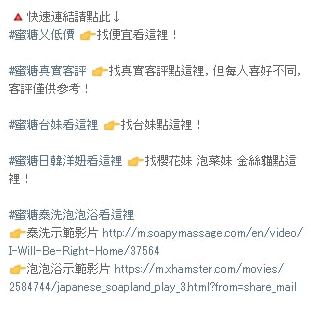 🔺快速連結請點此↓
#蜜糖乂低價 👉找便宜看這裡！
#蜜糖真實客評 👉找真實客評點這裡，但每人喜好不同，
客評僅供參考！
#蜜糖台妹看這裡 👉找台妹點這裡！
#蜜糖日韓洋妞看這裡 👉找櫻花妹 泡菜妹 金絲貓點這
裡！
#蜜糖泰洗泡泡浴看這裡
👉泰洗示範影片 http://m.soapymassage.com/en/video/
I-Will-Be-Right-Home/37564
👉泡泡浴示範影片 https://m.xhamster.com/movies/
2584744/japanese_soapland_play_3.html?from=share_mail